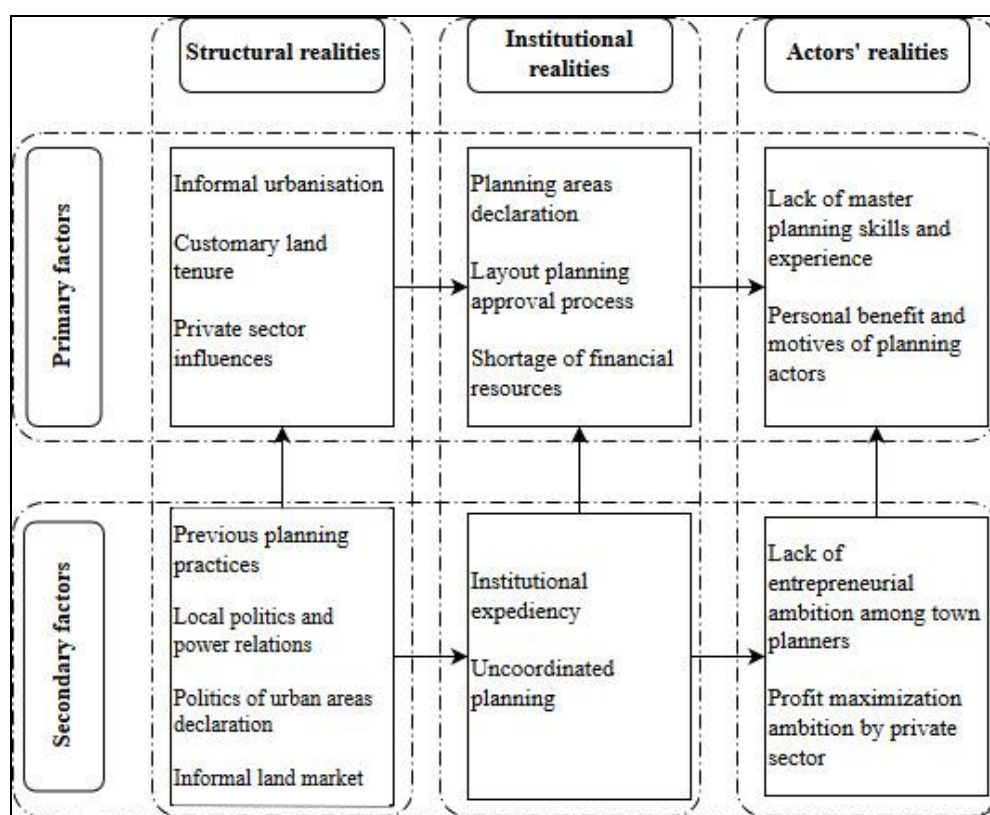 Structural realities
Institutional
realities
Actors' realities
Primary factors
Informal urbanisation
Customary land
tenure
Private sector
influences
Planning areas
declaration
Layout planning
approval process
Shortage of financial
resources
Lack of master
planning skills and
experience
Personal benefit and
motives of planning
actors
Secondary factors
Previous planning
practices
Local politics and
power relations
Politics of urban areas
declaration
Informal land market
Institutional
expediency
Uncoordinated
planning
Lack of
entrepreneurial
ambition among town
planners
Profit maximization
ambition by private
sector